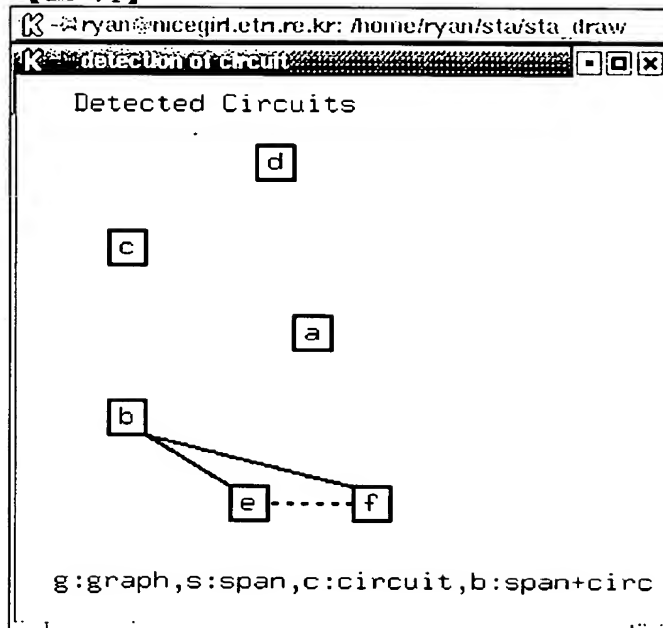 ryan@nicegirl.etri.re.kr: /home/ryan/sta/sta_draw
detection of circuit
Detected Circuits
d
c
a
b
e f
g:graph,s:span,c:circuit,b:span+circ